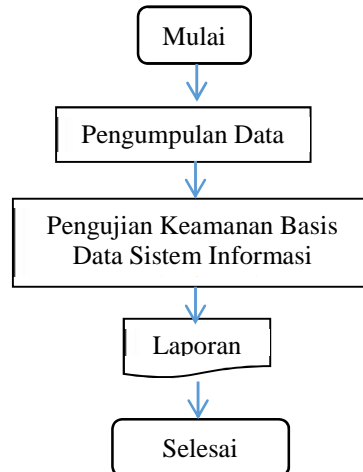 Mulai
Pengumpulan Data
Pengujian Keamanan Basis
Data Sistem Informasi
Laporan
Selesai